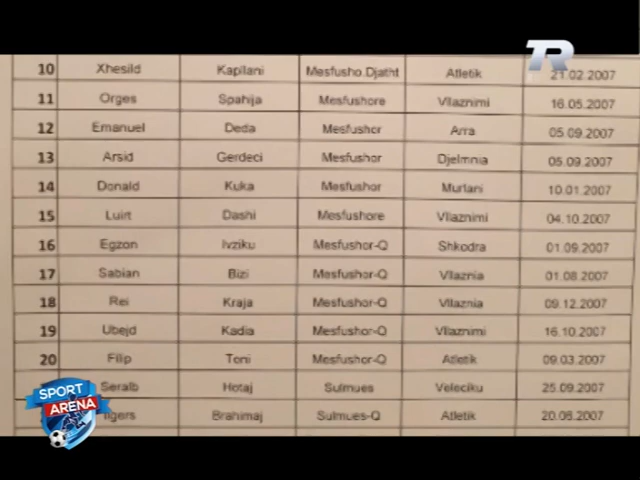 TR
10 Xhesild Kapllani Mesfusho.Djatht Atletik 21.02.2007
11 Orges Spahija Mesfushore Vllaznimi 16.05.2007
12 Emanuel Deda Mesfushor Arra 05.09.2007
13 Arsid Gerdeci Mesfushor Djelmnia 05.09.2007
14 Donald Kuka Mesfushor Murlani 10.01.2007
15 Luirt Dashi Mesfushore Vllaznimi 04.10.2007
16 Egzon Ivziku Mesfushor-Q Shkodra 01.09.2007
17 Sabian Bizi Mesfushor-Q Vllaznia 01.08.2007
18 Rei Kraja Mesfushor-Q Vllaznia 09.12.2007
19 Ubejd Kadia Mesfushor-Q Vllaznimi 16.10.2007
20 Filip Toni Mesfushor-Q Atletik 09.03.2007
Hotaj Sulmues Veleciku 25.09.2007
Brahimaj Sulmues-Q Atletik 20.08.2007
SPORT
ARENA